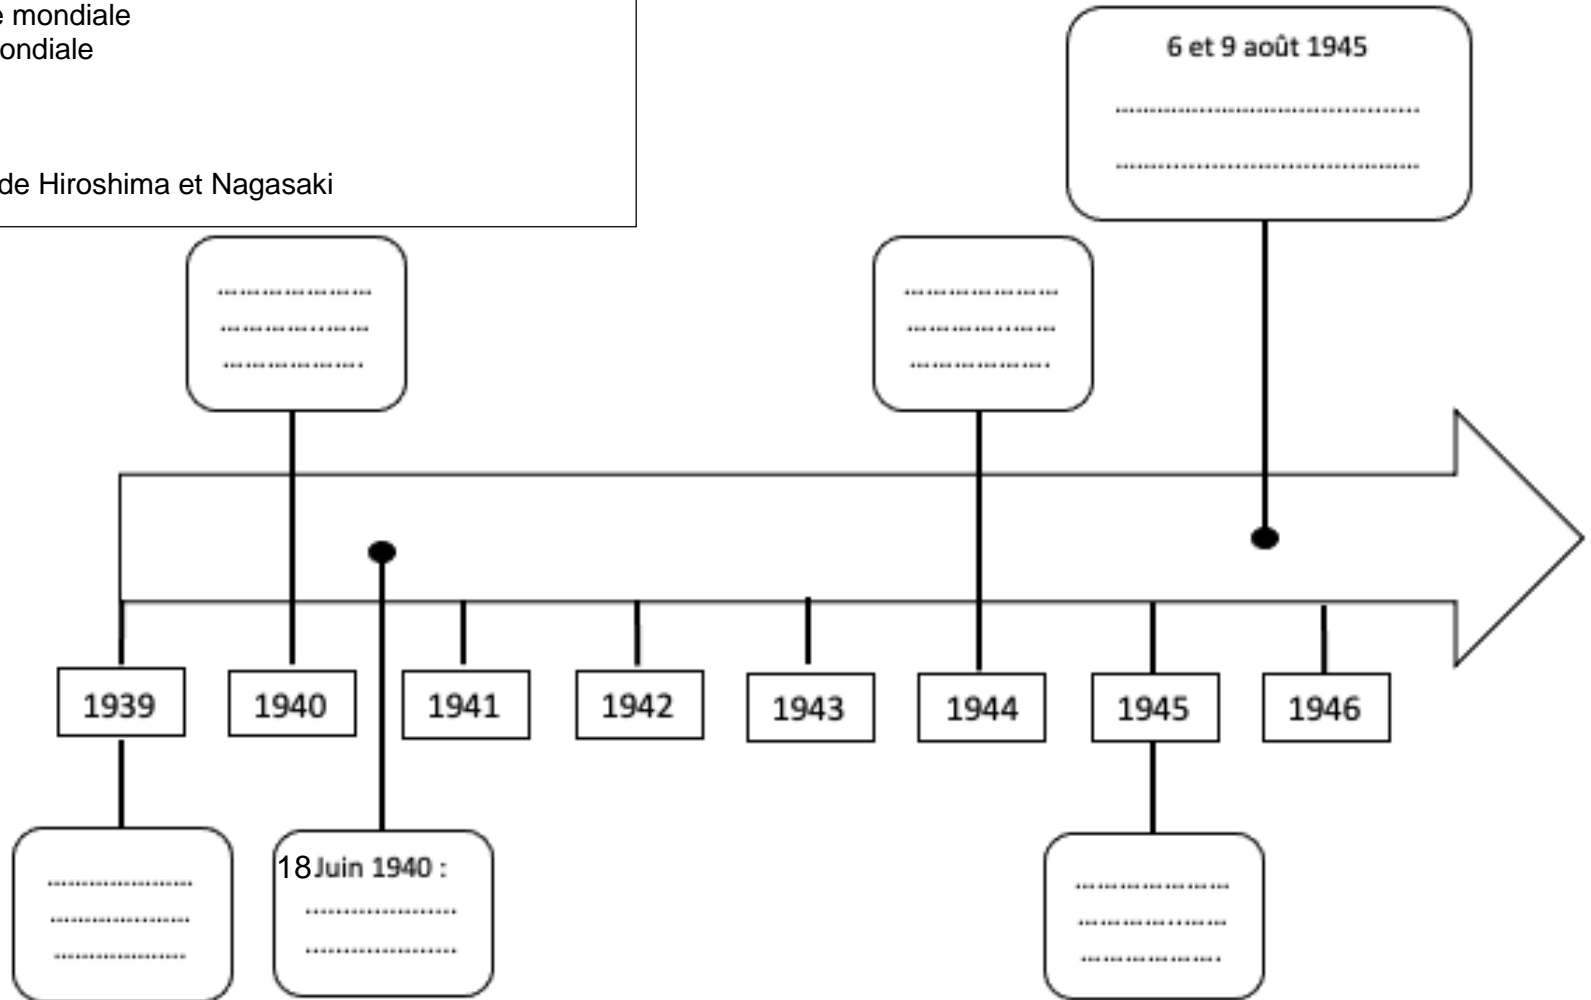 e mondiale
ondiale
de Hiroshima et Nagasaki
6 et 9 août 1945
1939
1940
1941
1942
1943
1944
1945
1946
18 Juin 1940 :